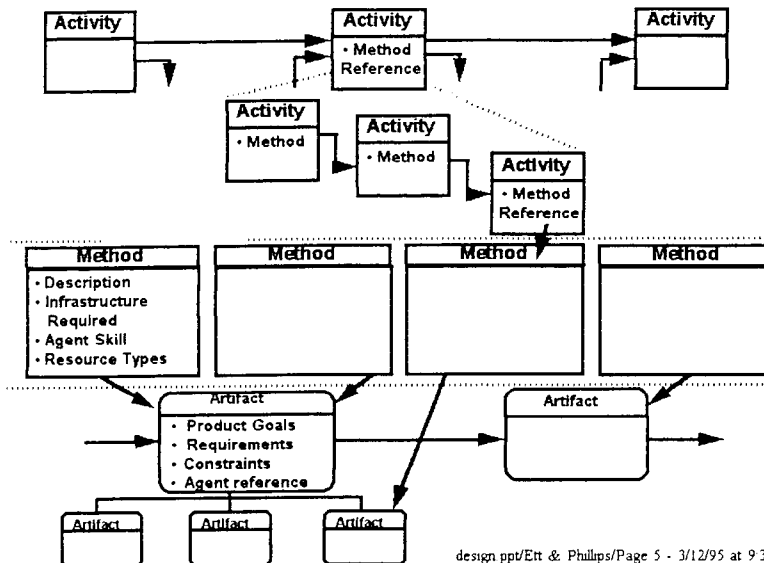 Activity
Activity
Activity
• Method
Reference
Activity
• Method
Activity
• Method
Activity
• Method
Reference
Method
Method
Method
Method
• Description
• Infrastructure
Required
• Agent Skill
• Resource Types
Artifact
• Product Goals
• Requirements
• Constraints
• Agent reference
Artifact
Artifact
Artifact
Artifact
design ppt/Ett & Phillips/Page 5 - 3/12/95 at 9:3